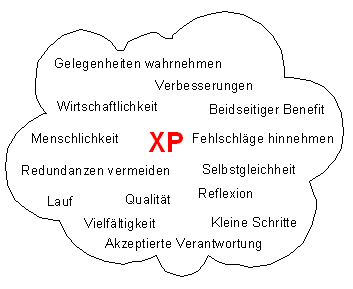 Gelegenheiten wahrnehmen
Verbesserungen
Wirtschaftlichkeit
Beidseitiger Benefit
Menschlichkeit
XP
Fehlschläge hinnehmen
Redundanzen vermeiden
Selbstgleichheit
Lauf
Qualität
Reflexion
Vielfältigkeit
Kleine Schritte
Akzeptierte Verantwortung